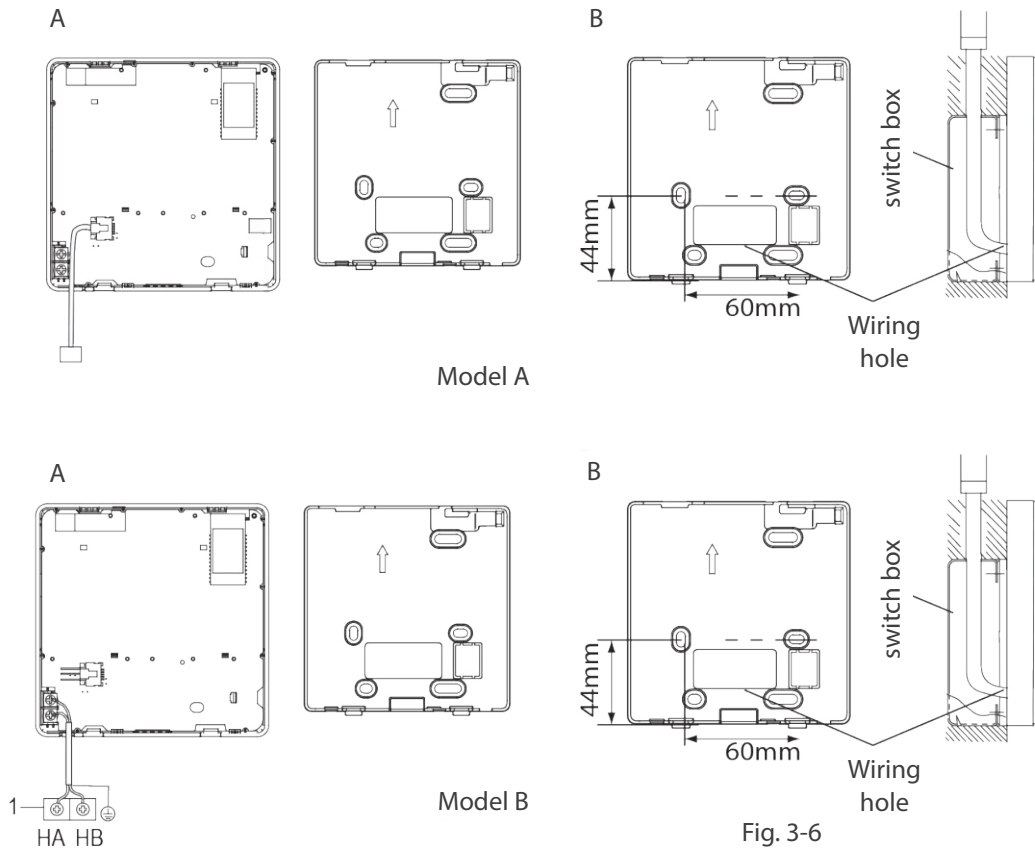 A
B
switch box
44mm
60mm
Wiring
hole
Model A
A
B
switch box
44mm
60mm
Wiring
hole
1
HA HB
Model B
Fig. 3-6